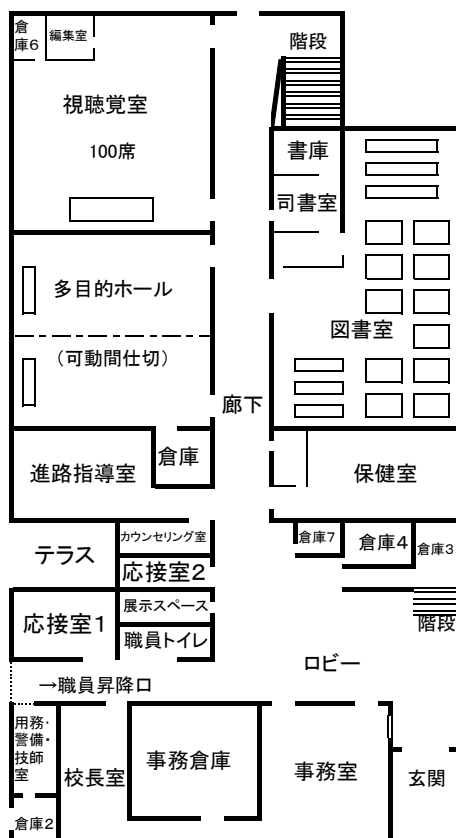 倉
庫6
編集室
階段
視聴覚室
100席
書庫
司書室
多目的ホール
図書室
(可動間仕切)
廊下
倉庫
進路指導室
保健室
カウンセリング室
倉庫7
倉庫4
倉庫3
テラス
応接室2
展示スペース
応接室1
職員トイレ
階段
ロビー
→職員昇降口
用務・
警備・
技師
室
校長室
事務倉庫
事務室
玄関
倉庫2